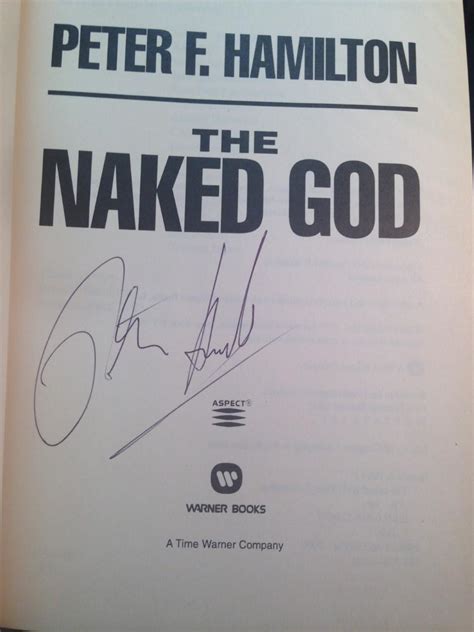 PETER F. HAMILTON
THE
NAKED GOD
ASPECT®
WARNER BOOKS
A Time Warner Company